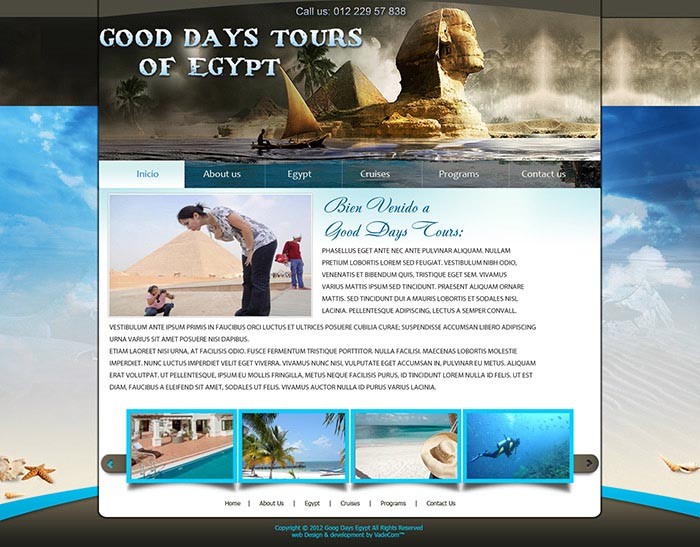 Call us: 012 229 57 838
GOOD DAYS TOURS
OF EGYPT
Inicio About us Egypt Cruises Programs Contact us
Bien Venido a
Good Days Tours:
PHASELLUS EGET ANTE NEC ANTE PULVINAR ALIQUAM. NULLAM
PRETIUM LOBORTIS LOREM SED FEUGIAT. VESTIBULUM NIBH ODIO,
VENENATIS ET BIBENDUM QUIS, TRISTIQUE EGET SEM. VIVAMUS
VARIUS MATTIS IPSUM SED TINCIDUNT. PRAESENT ALIQUAM ORNARE
MATTIS. SED TINCIDUNT DUI A MAURIS LOBORTIS ET SODALES NISL
LACINIA. PELLENTESQUE ADIPISCING, LECTUS A SEMPER CONVALL.
VESTIBULUM ANTE IPSUM PRIMIS IN FAUCIBUS ORCI LUCTUS ET ULTRICES POSUERE CUBILIA CURAE; SUSPENDISSE ACCUMSAN LIBERO ADIPISCING
URNA VARIUS SIT AMET POSUERE NISI DAPIBUS.
ETIAM LAOREET NISI URNA, AT FACILISIS ODIO. FUSCE FERMENTUM TRISTIQUE PORTTITOR. NULLA FACILISI. MAECENAS LOBORTIS MOLESTIE
IMPERDIET. NUNC LUCTUS IMPERDIET VELIT EGET VIVERRA. VIVAMUS NUNC NISI, VULPUTATE EGET ACCUMSAN IN, PULVINAR EU METUS. ALIQUAM
ERAT VOLUTPAT. UT PELLENTESQUE, IPSUM EU MOLLIS FRINGILLA, METUS NEQUE FACILISIS PURUS, ID TINCIDUNT LOREM NULLA ID FELIS. UT EST
DIAM, FAUCIBUS A ELEIFEND SIT AMET, SODALES UT FELIS. VIVAMUS AUCTOR NULLA ID PURUS VARIUS LACINIA.
Home | About Us | Egypt | Cruises | Programs | Contact Us
Copyright © 2012 Goog Days Egypt All Rights Reserved
web Design & development by VadeCom™